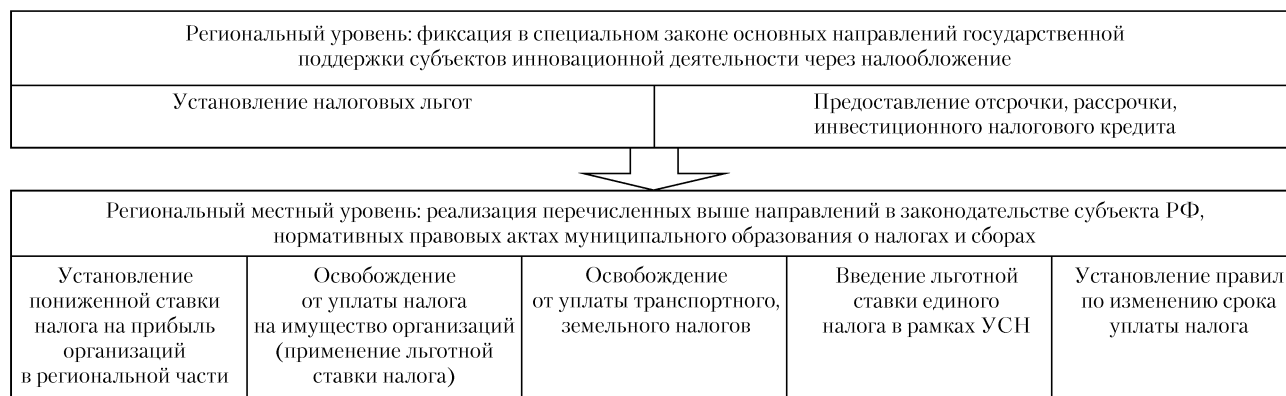 Региональный уровень: фиксация в специальном законе основных направлений государственной
поддержки субъектов инновационной деятельности через налообложение
Установление налоговых льгот
Предоставление отсрочки, рассрочки,
инвестиционного налогового кредита
Региональный местный уровень: реализация перечисленных выше направлений в законодательстве субъекта РФ,
нормативных правовых актах муниципального образования о налогах и сборах
Установление
пониженной ставки
налога на прибыль
организаций
в региональной части
Освобождение
от уплаты налога
на имущество организаций
(применение льготной
ставки налога)
Освобождение
от уплаты транспортного,
земельного налогов
Введение льготной
ставки единого
налога в рамках УСН
Установление правил
по изменению срока
уплаты налога